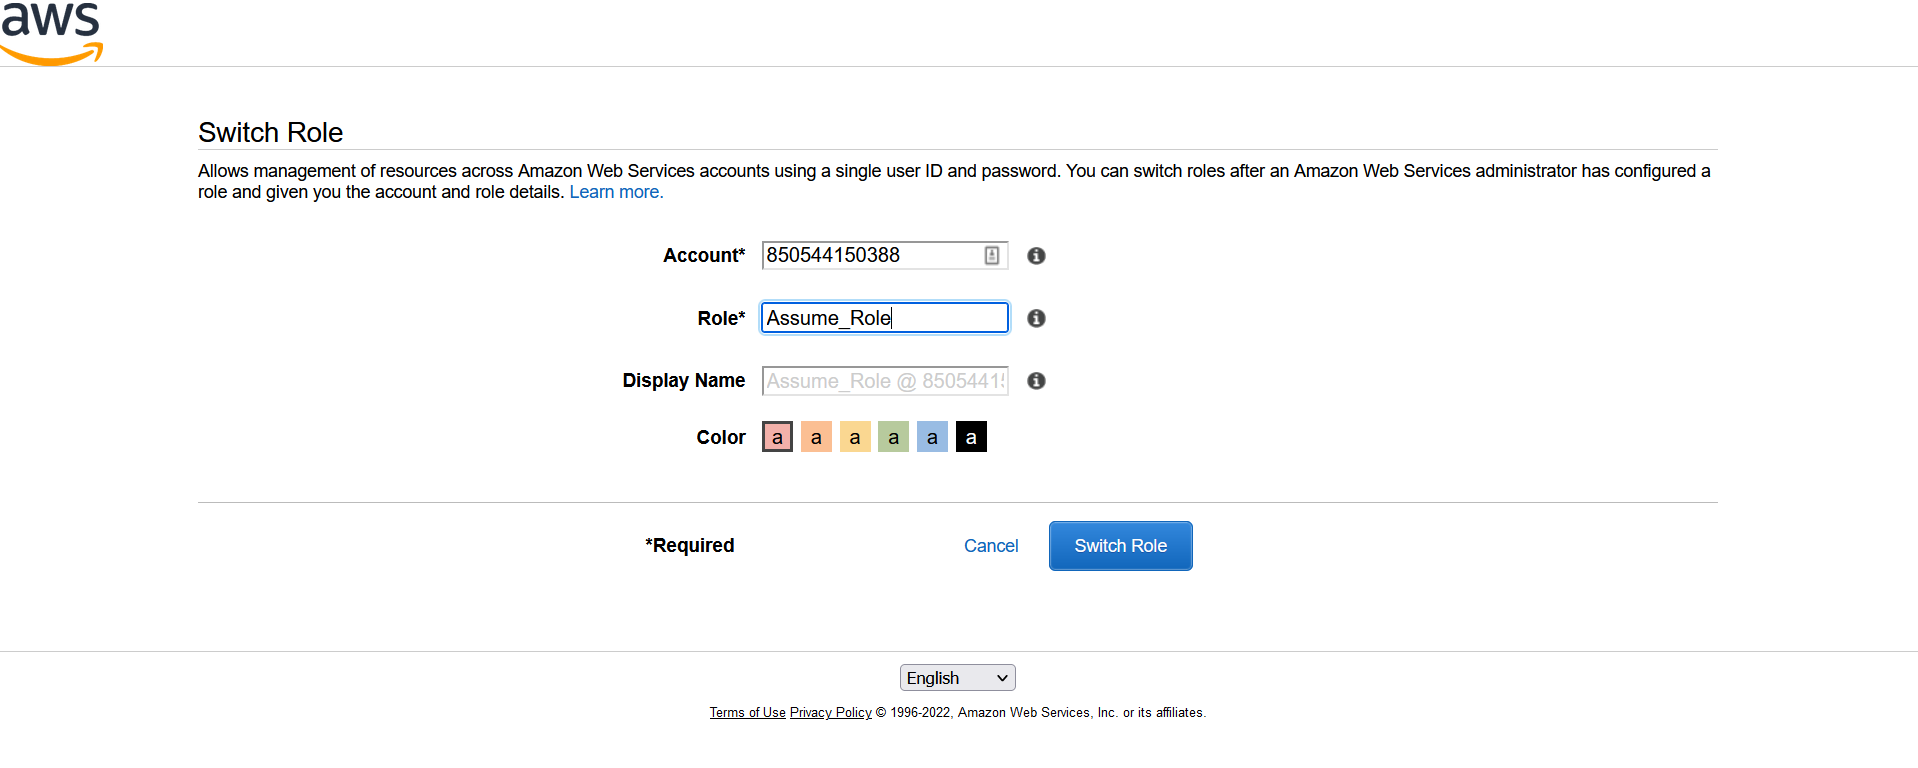 aws
Switch Role
Allows management of resources across Amazon Web Services accounts using a single user ID and password. You can switch roles after an Amazon Web Services administrator has configured a
role and given you the account and role details. Learn more.
Account* 850544150388
Role* Assume_Role
Display Name Assume_Role @ 8505441
Color a a a a a a
*Required Cancel Switch Role
English
Terms of Use Privacy Policy © 1996-2022, Amazon Web Services, Inc. or its affiliates.